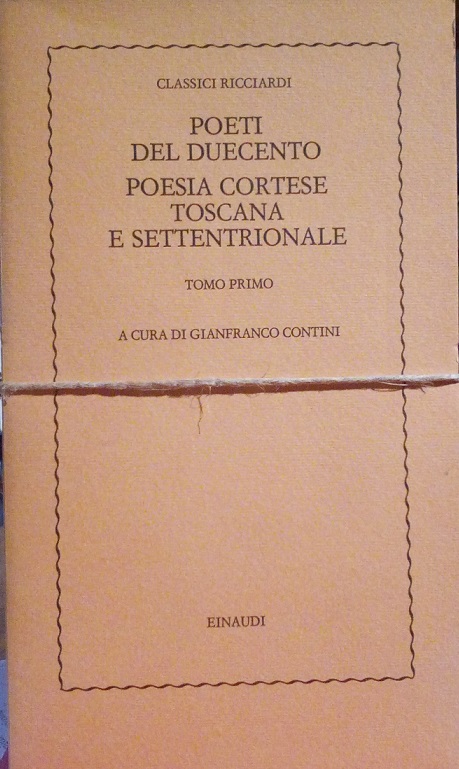 CLASSICI RICCIARDI
POETI
DEL DUECENTO
POESIA CORTESE
TOSCANA
E SETTENTRIONALE
TOMO PRIMO
A CURA DI GIANFRANCO CONTINI
EINAUDI